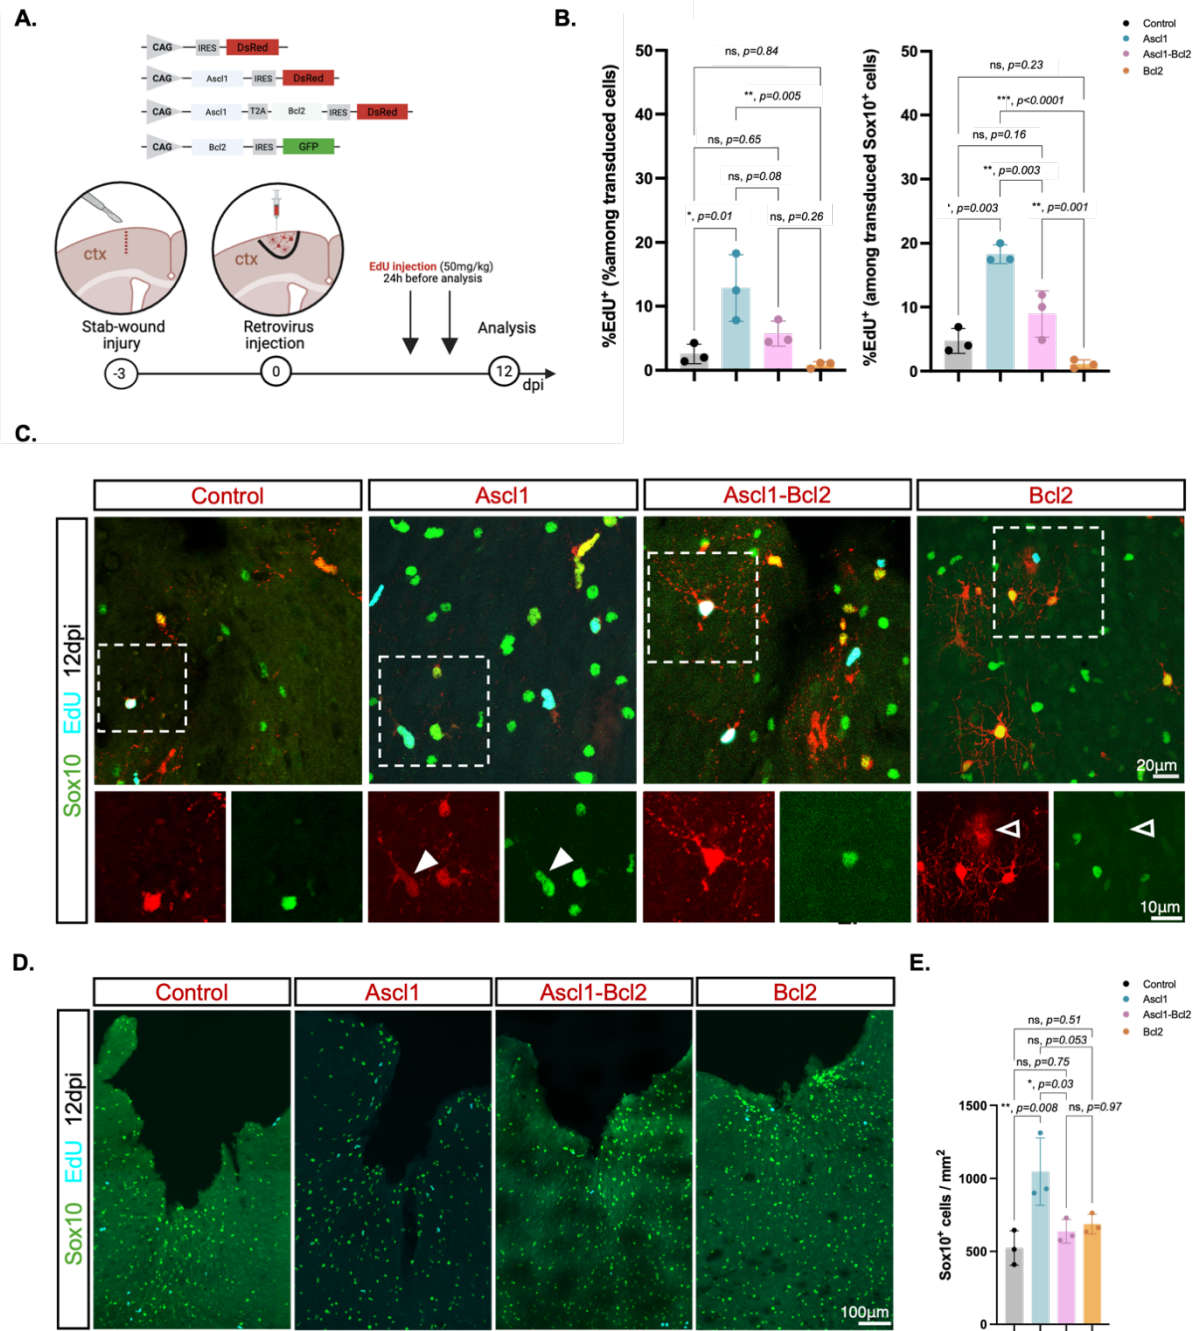 A.
CAG IRES DsRed
CAG Ascl1 IRES DsRed
CAG Ascl1 T2A Bcl2 IRES DsRed
CAG Bcl2 IRES GFP
ctx
ctx
EdU injection (50mg/kg)
24h before analysis
Stab-wound
injury
Retrovirus
injection
Analysis
-3
0
12
dpi
B.
%EdU+ (%among transduced cells)
50
40
30
20
10
0
ns, p=0.84
**, p=0.005
ns, p=0.65
ns, p=0.08
*, p=0.01
ns, p=0.26
%EdU+ (among transduced Sox10+ cells)
50
40
30
20
10
0
ns, p=0.23
***, p<0.0001
ns, p=0.16
**, p=0.003
, p=0.003
**, p=0.001
Control
Ascl1
Ascl1-Bcl2
Bcl2
C.
Control
Ascl1
Ascl1-Bcl2
Bcl2
Sox10 EdU 12dpi
20µm
10µm
D.
Control
Ascl1
Ascl1-Bcl2
Bcl2
Sox10 EdU 12dpi
100µm
E.
Control
Ascl1
Ascl1-Bcl2
Bcl2
ns, p=0.51
ns, p=0.053
ns, p=0.75
*, p=0.03
**, p=0.008
ns, p=0.97
Sox10+ cells / mm2
1500
1000
500
0